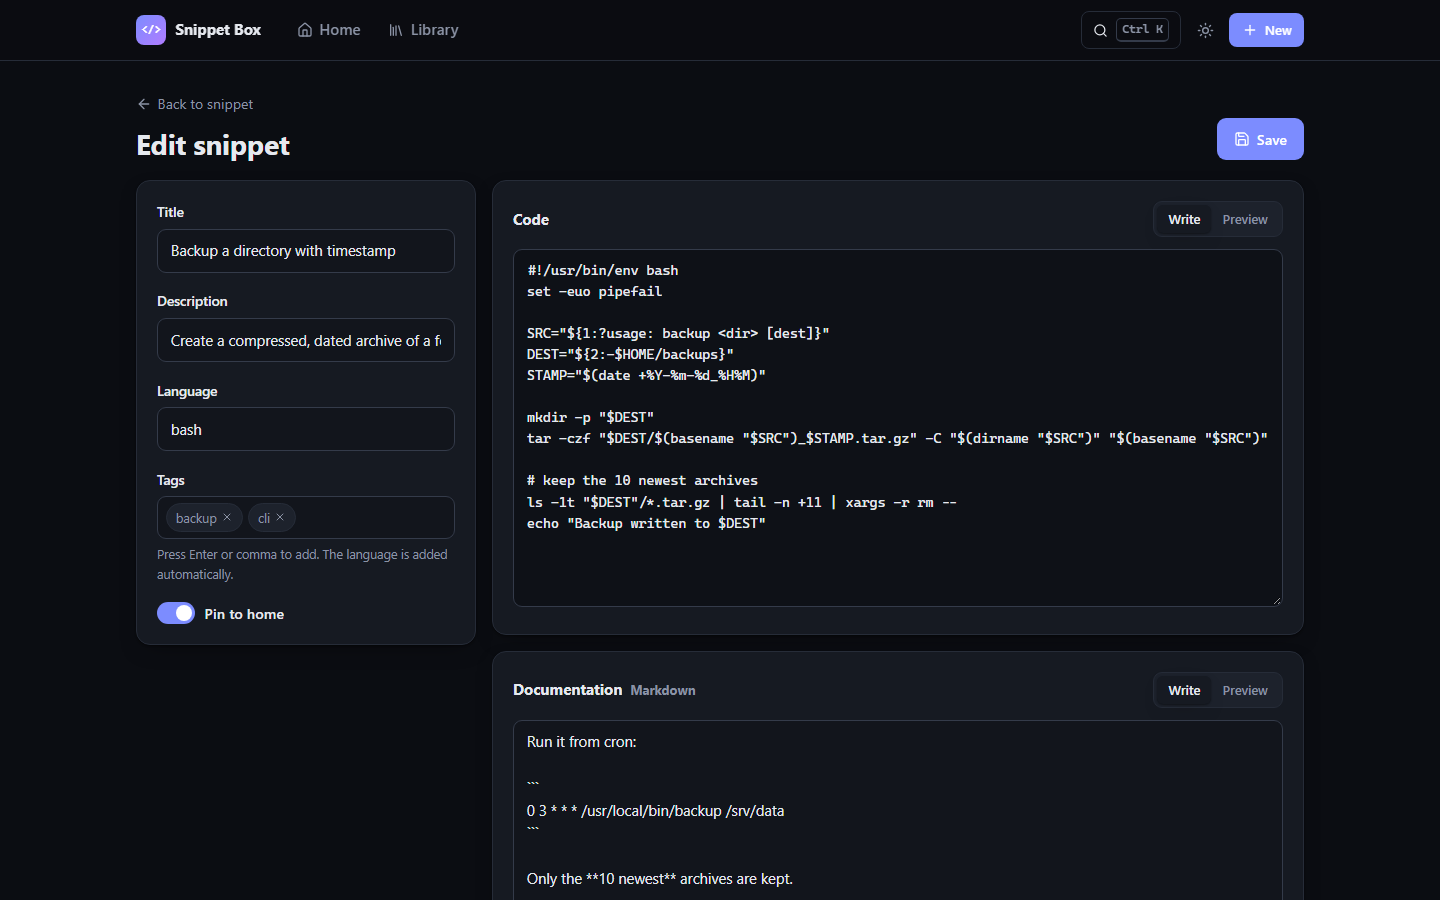 </> Snippet Box Home Library Ctrl K New
Back to snippet
Edit snippet
Save
Title
Backup a directory with timestamp
Description
Create a compressed, dated archive of a fo
Language
bash
Tags
backup × cli ×
Press Enter or comma to add. The language is added
automatically.
Pin to home
Code
Write Preview
#!/usr/bin/env bash
set -euo pipefail

SRC="${1:?usage: backup <dir> [dest]}"
DEST="${2:-$HOME/backups}"
STAMP="$(date +%Y-%m-%d_%H%M)"

mkdir -p "$DEST"
tar -czf "$DEST/$(basename "$SRC")_$STAMP.tar.gz" -C "$(dirname "$SRC")" "$(basename "$SRC")"

# keep the 10 newest archives
ls -1t "$DEST"/*.tar.gz | tail -n +11 | xargs -r rm --
echo "Backup written to $DEST"
Documentation Markdown
Write Preview
Run it from cron:

```
0 3 * * * /usr/local/bin/backup /srv/data
```

Only the **10 newest** archives are kept.